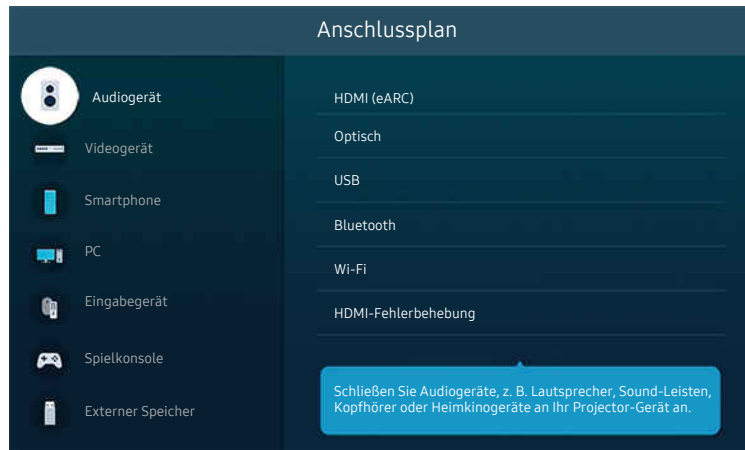 Anschlussplan
Audiogerät
Videogerät
Smartphone
PC
Eingabegerät
Spielkonsole
Externer Speicher
HDMI (eARC)
Optisch
USB
Bluetooth
Wi-Fi
HDMI-Fehlerbehebung
Schließen Sie Audiogeräte, z. B. Lautsprecher, Sound-Leisten,
Kopfhörer oder Heimkinogeräte an Ihr Projector-Gerät an.